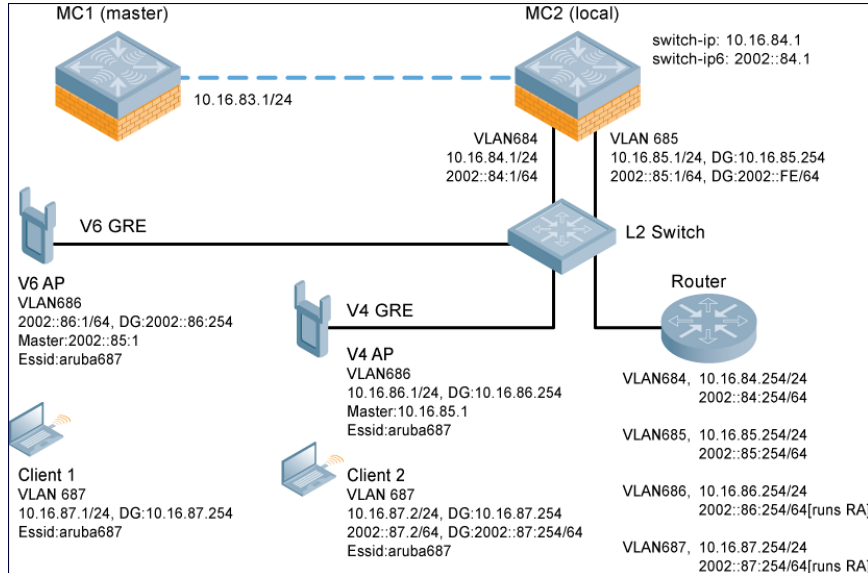 MC1 (master)
10.16.83.1/24
MC2 (local)
switch-ip: 10.16.84.1
switch-ip6: 2002::84.1
VLAN684
10.16.84.1/24
2002::84:1/64
VLAN 685
10.16.85.1/24, DG:10.16.85.254
2002::85:1/64, DG:2002::FE/64
V6 GRE
L2 Switch
V6 AP
VLAN686
2002::86:1/64, DG:2002::86:254
Master:2002::85:1
Essid:aruba687
V4 GRE
V4 AP
VLAN686
10.16.86.1/24, DG:10.16.86.254
Master:10.16.85.1
Essid:aruba687
Router
VLAN684, 10.16.84.254/24
2002::84:254/64
VLAN685, 10.16.85.254/24
2002::85:254/64
VLAN686, 10.16.86.254/24
2002::86:254/64[runs RA]
VLAN687, 10.16.87.254/24
2002::87:254/64[runs RA]
Client 1
VLAN 687
10.16.87.1/24, DG:10.16.87.254
Essid:aruba687
Client 2
VLAN 687
10.16.87.2/24, DG:10.16.87.254
2002::87.2/64, DG:2002::87:254/64
Essid:aruba687